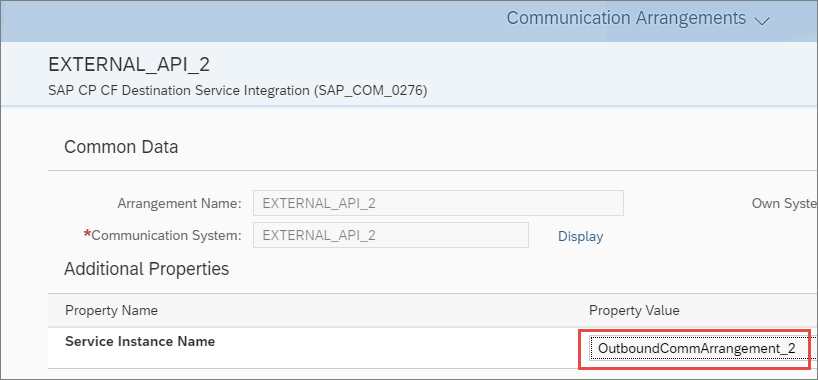 Communication Arrangements
EXTERNAL_API_2
SAP CP CF Destination Service Integration (SAP_COM_0276)
Common Data
Arrangement Name: EXTERNAL_API_2 Own Syste
*Communication System: EXTERNAL_API_2 Display
Additional Properties
Property Name Property Value
Service Instance Name OutboundCommArrangement_2